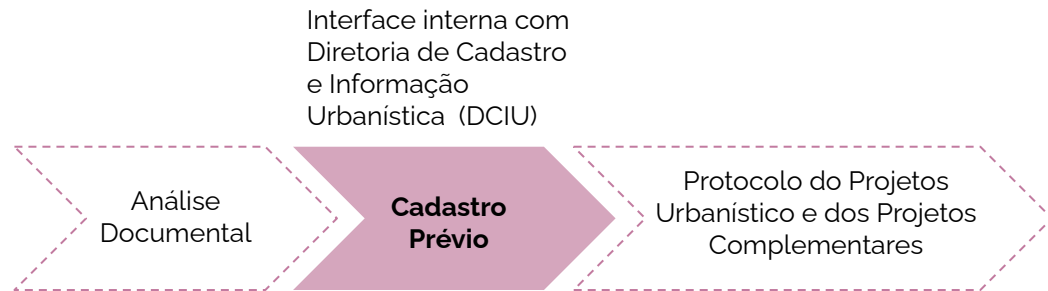 Interface interna com
Diretoria de Cadastro
e Informação
Urbanística (DCIU)
Análise
Documental
Cadastro
Prévio
Protocolo do Projetos
Urbanístico e dos Projetos
Complementares